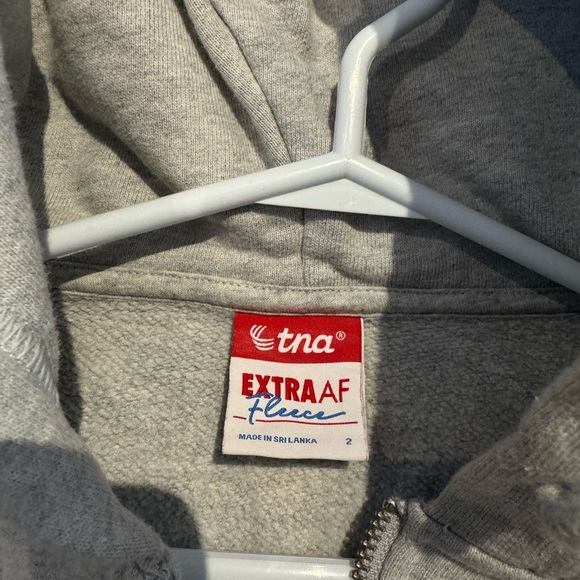 tna®
EXTRA AF
Fleece
MADE IN SRI LANKA 2